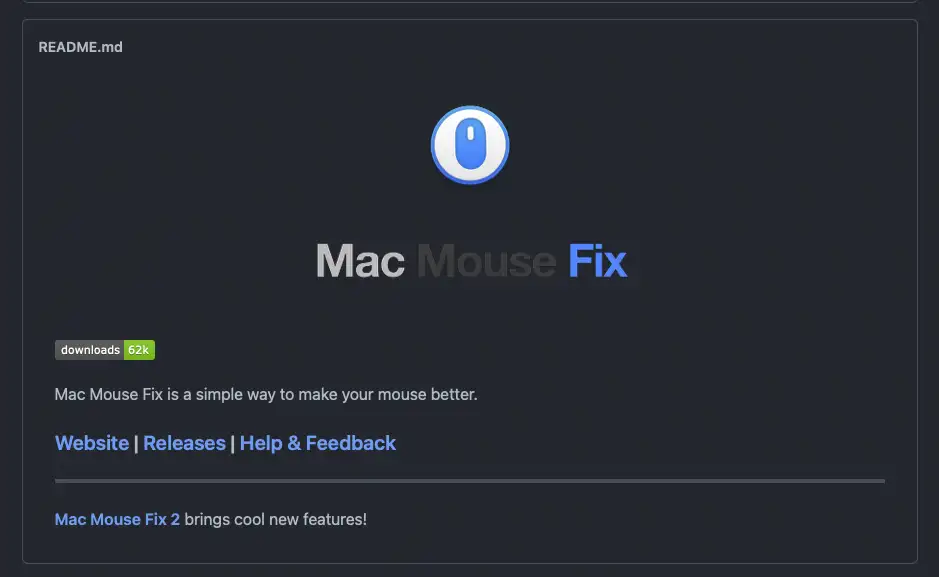 README.md
Mac Mouse Fix
downloads 62k
Mac Mouse Fix is a simple way to make your mouse better.
Website | Releases | Help & Feedback
Mac Mouse Fix 2 brings cool new features!